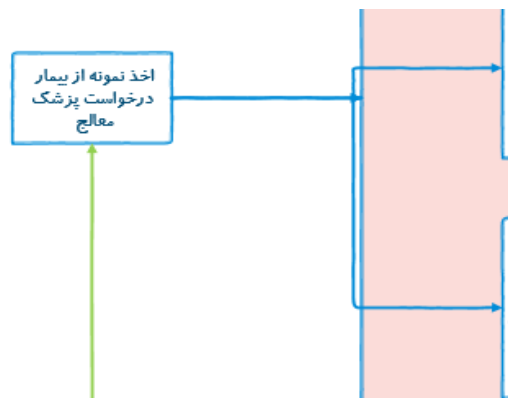 اخذ نمونه از بیمار
درخواست پزشک
معالج